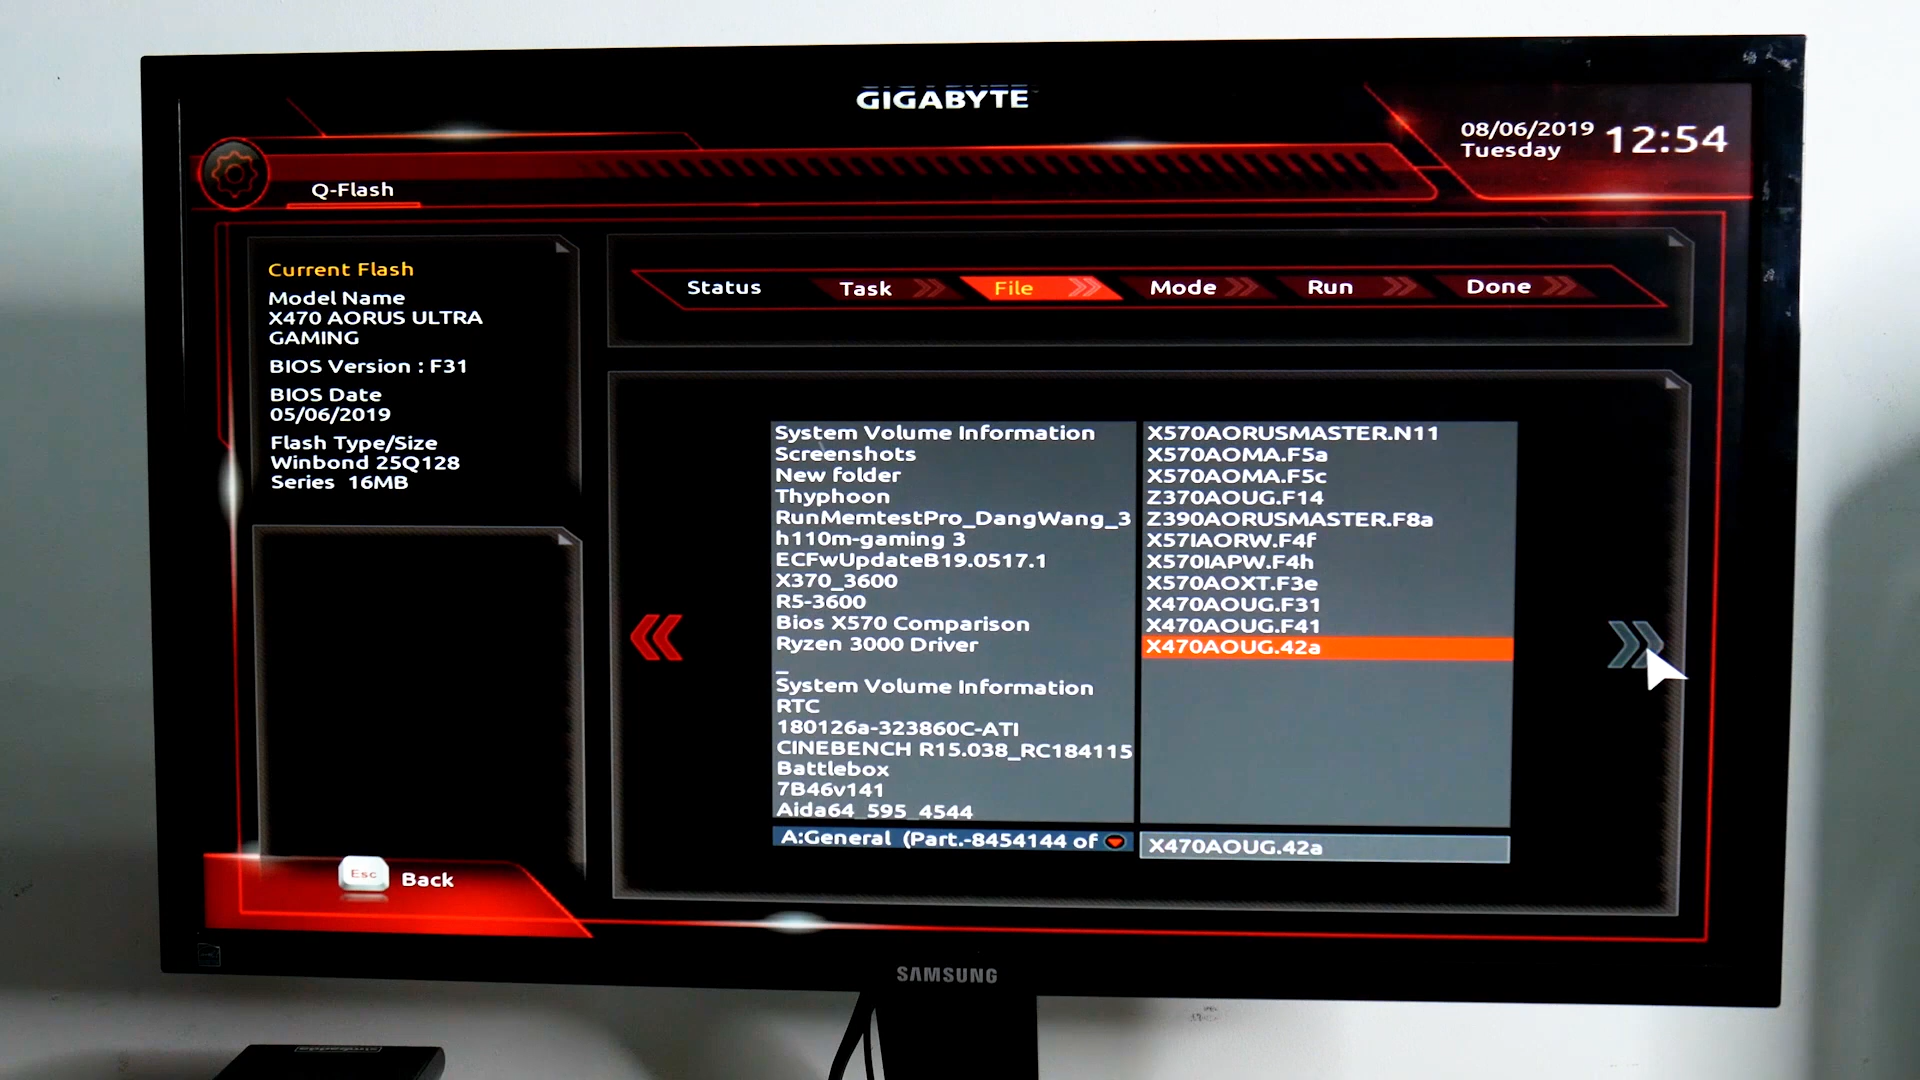 GIGABYTE
08/06/2019
Tuesday
12:54
Q-Flash
Current Flash
Model Name
X470 AORUS ULTRA
GAMING
BIOS Version : F31
BIOS Date
05/06/2019
Flash Type/Size
Winbond 25Q128
Series 16MB
Status Task File Mode Run Done
System Volume Information
Screenshots
New folder
Thyphoon
RunMemtestPro_DangWang_3
h110m-gaming 3
ECFwUpdateB19.0517.1
X370_3600
R5-3600
Bios X570 Comparison
Ryzen 3000 Driver
_
System Volume Information
RTC
180126a-323860C-ATI
CINEBENCH R15.038_RC184115
Battlebox
7B46v141
Aida64_595_4544
A:General (Part.-8454144 of
X570AORUSMASTER.N11
X570AOMA.F5a
X570AOMA.F5c
Z370AOUG.F14
Z390AORUSMASTER.F8a
X57IAORW.F4f
X570IAPW.F4h
X570AOXT.F3e
X470AOUG.F31
X470AOUG.F41
X470AOUG.42a
X470AOUG.42a
Esc Back
SAMSUNG